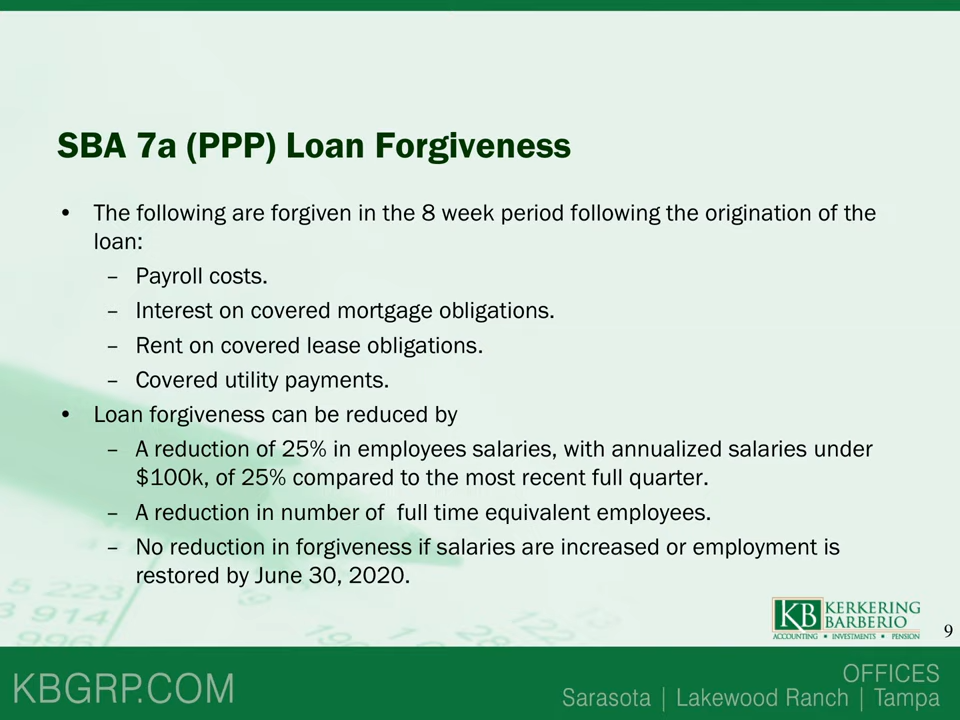 SBA 7a (PPP) Loan Forgiveness
• The following are forgiven in the 8 week period following the origination of the
loan:
– Payroll costs.
– Interest on covered mortgage obligations.
– Rent on covered lease obligations.
– Covered utility payments.
• Loan forgiveness can be reduced by
– A reduction of 25% in employees salaries, with annualized salaries under
$100k, of 25% compared to the most recent full quarter.
– A reduction in number of  full time equivalent employees.
– No reduction in forgiveness if salaries are increased or employment is
restored by June 30, 2020.
5 223
3 914
996
KB KERKERING
BARBERIO
ACCOUNTING • INVESTMENTS • PENSION
9
KBGRP.COM
OFFICES
Sarasota | Lakewood Ranch | Tampa